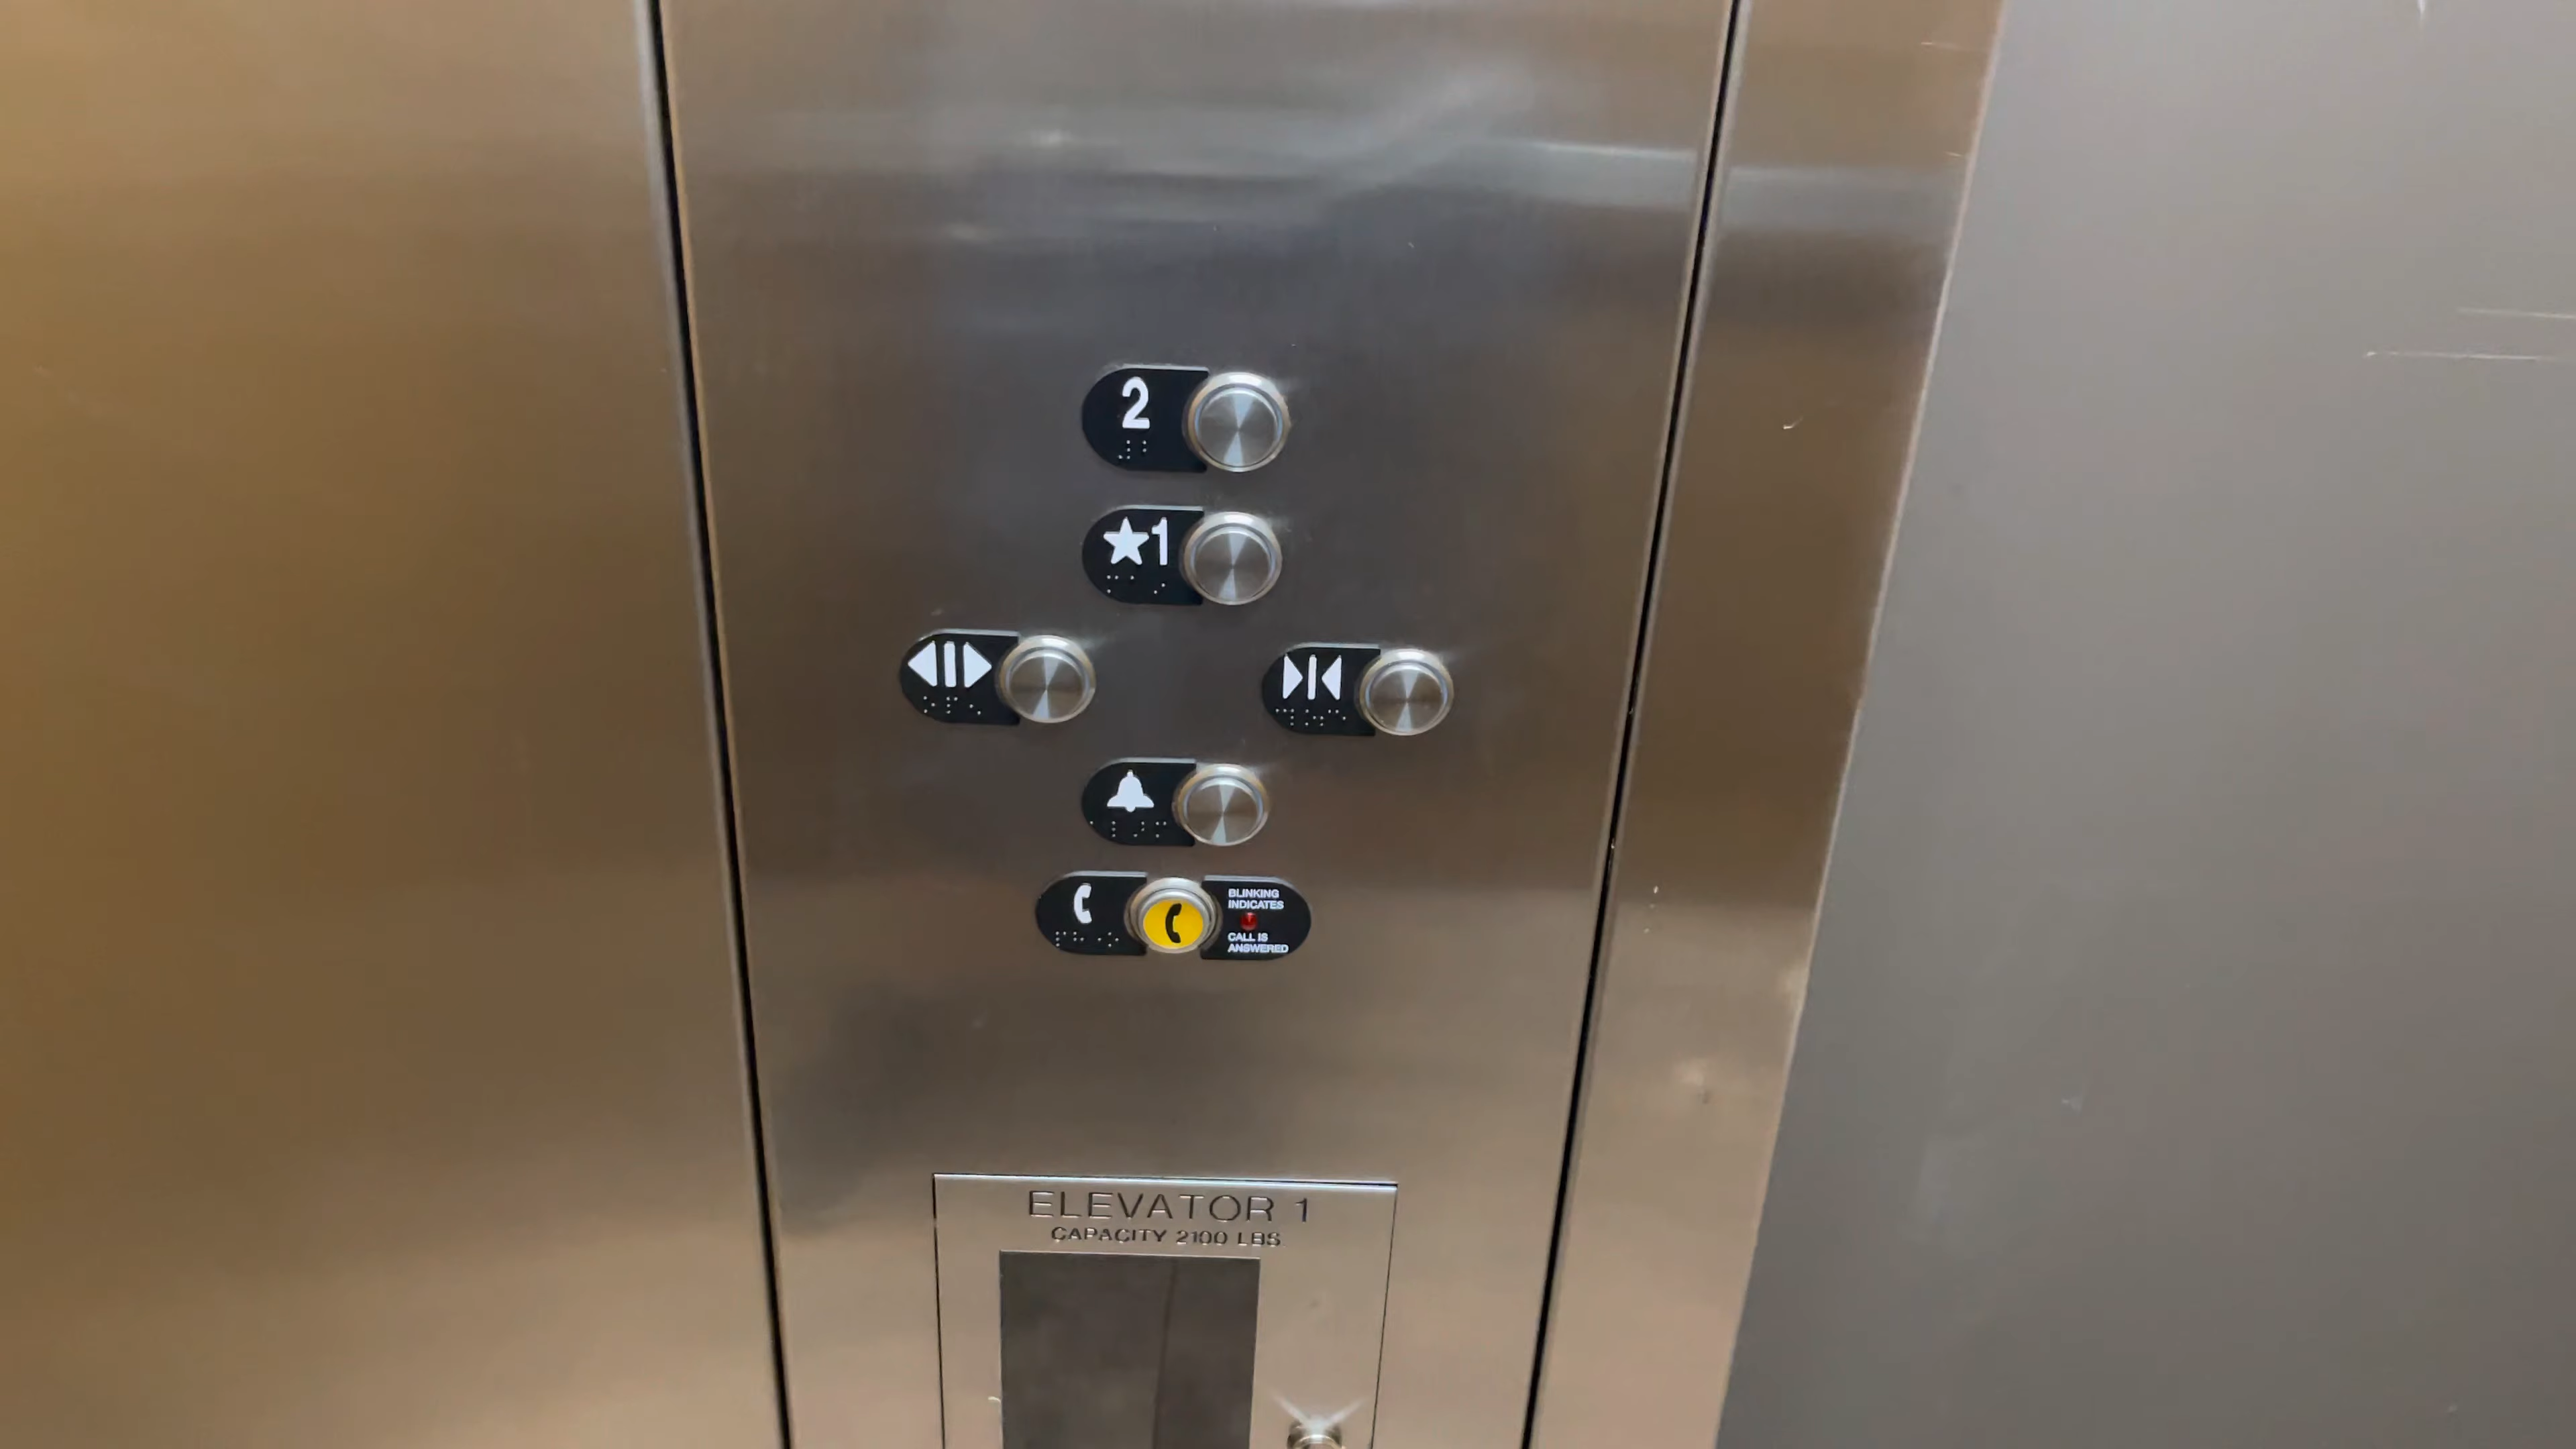 2
★1
BLINKING
INDICATES
CALL IS
ANSWERED
ELEVATOR 1
CAPACITY 2100 LBS